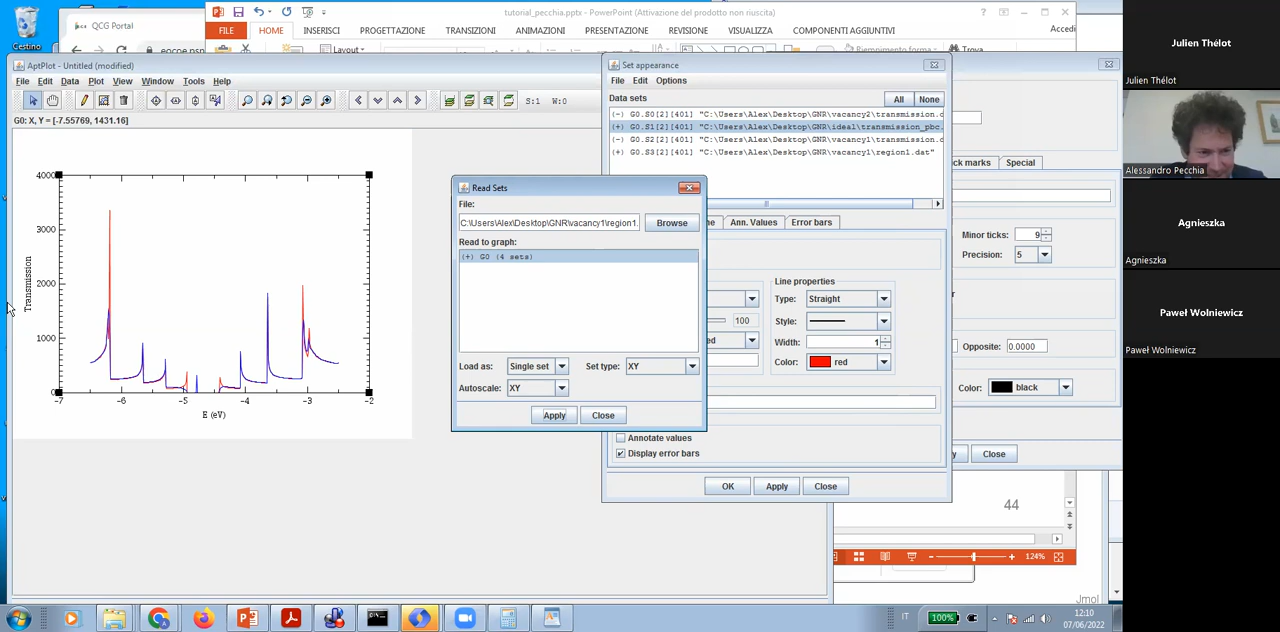 Cestino
QCG Portal
tutorial_pecchia.pptx - PowerPoint (Attivazione del prodotto non riuscita)
FILE HOME INSERISCI PROGETTAZIONE TRANSIZIONI ANIMAZIONI PRESENTAZIONE REVISIONE VISUALIZZA COMPONENTI AGGIUNTIVI Accedi
Layout
Riempimento forma
Trova
AptPlot - Untitled (modified)
File Edit Data Plot View Window Tools Help
S:1 W:0
G0: X, Y = [-7.55769, 1431.16]
4000
3000
2000
1000
Transmission
-7 -6 -5 -4 -3 -2
E (eV)
Set appearance
File Edit Options
Data sets
All None
(-) G0.S0[2][401] "C:\Users\Alex\Desktop\GNR\vacancy2\transmission.d
(+) G0.S1[2][401] "C:\Users\Alex\Desktop\GNR\ideal\transmission_pbc.
(-) G0.S2[2][401] "C:\Users\Alex\Desktop\GNR\vacancy1\transmission.d
(+) G0.S3[2][401] "C:\Users\Alex\Desktop\GNR\vacancy1\region1.dat"
Ann. Values Error bars
Line properties
Type: Straight
100
Style:
Width: 1
Color: red
Annotate values
Display error bars
OK Apply Close
Read Sets
File:
C:\Users\Alex\Desktop\GNR\vacancy1\region1.
Browse
Read to graph:
(+) G0 (4 sets)
Load as: Single set
Set type: XY
Autoscale: XY
Apply Close
ck marks Special
Minor ticks: 9
Precision: 5
Opposite: 0.0000
Color: black
Close
44
124%
Jmol
IT
100%
12:10
07/06/2022
Julien Thélot
Julien Thélot
Alessandro Pecchia
Agnieszka
Agnieszka
Paweł Wolniewicz
Paweł Wolniewicz